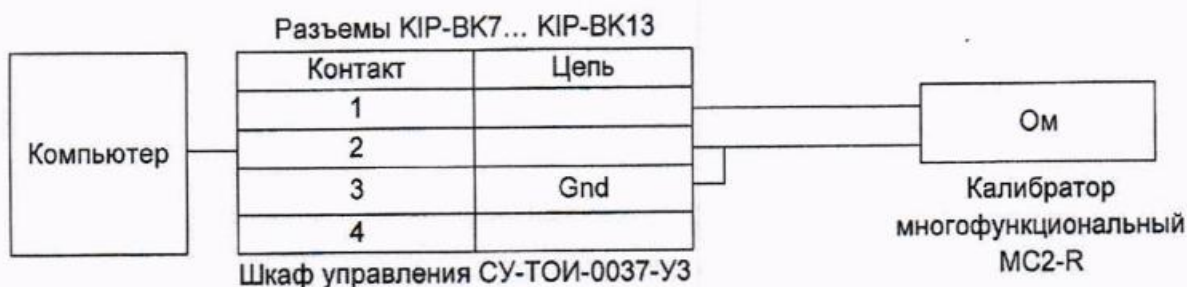 Разъемы KIP-BK7... KIP-BK13
Контакт Цепь
1
2
3 Gnd
4
Компьютер
Шкаф управления СУ-ТОИ-0037-УЗ
Ом
Калибратор
многофункциональный
MC2-R